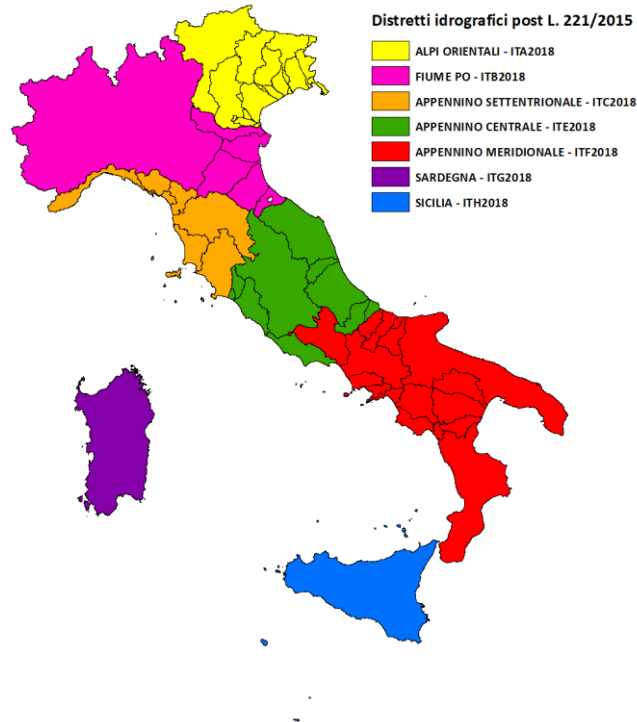 Distretti idrografici post L. 221/2015
ALPI ORIENTALI - ITA2018
FIUME PO - ITB2018
APPENNINO SETTENTRIONALE - ITC2018
APPENNINO CENTRALE - ITE2018
APPENNINO MERIDIONALE - ITF2018
SARDEGNA - ITG2018
SICILIA - ITH2018